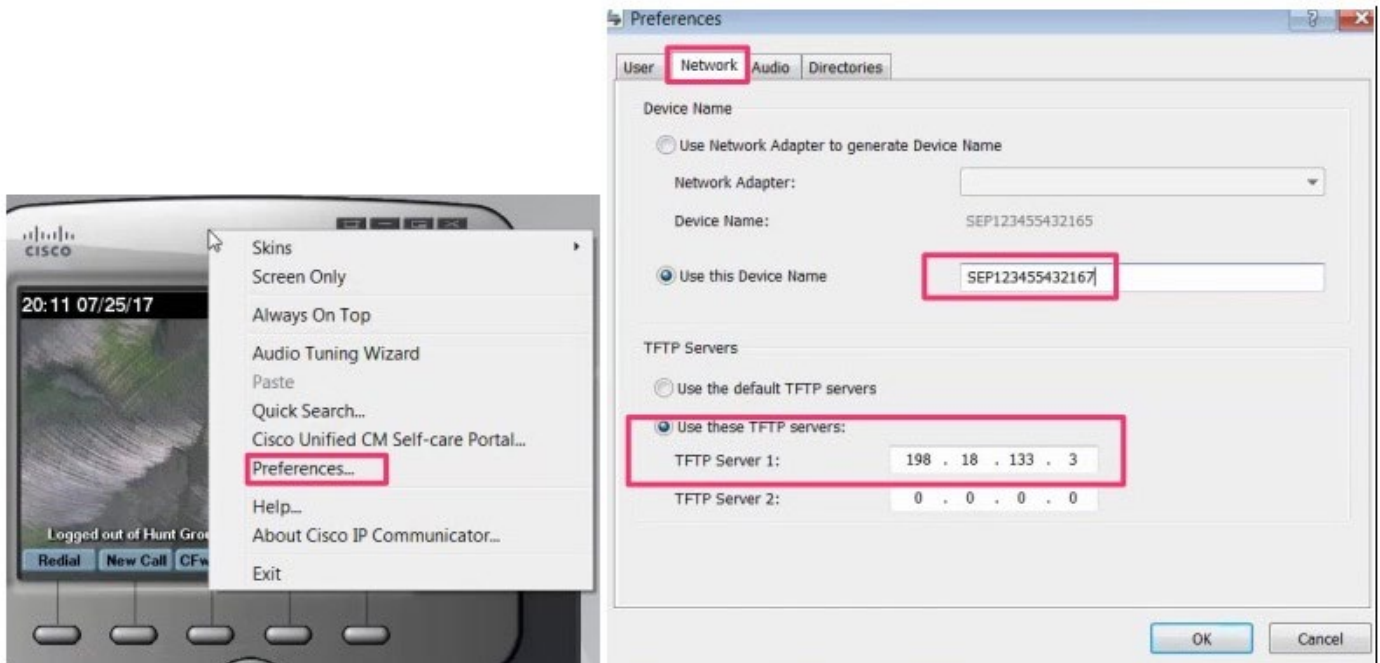 CISCO
20:11 07/25/17
Logged out of Hunt Gro
Redial New Call CFw
Skins
Screen Only
Always On Top
Audio Tuning Wizard
Paste
Quick Search...
Cisco Unified CM Self-care Portal...
Preferences...
Help...
About Cisco IP Communicator...
Exit
Preferences
User Network Audio Directories
Device Name
Use Network Adapter to generate Device Name
Network Adapter:
Device Name: SEP123455432165
Use this Device Name SEP123455432167
TFTP Servers
Use the default TFTP servers
Use these TFTP servers:
TFTP Server 1: 198 . 18 . 133 . 3
TFTP Server 2: 0 . 0 . 0 . 0
OK Cancel